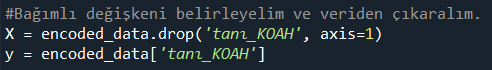 #Bağımlı değişkeni belirleyelim ve veriden çıkaralım.
X = encoded_data.drop('tanı_KOAH', axis=1)
y = encoded_data['tanı_KOAH']